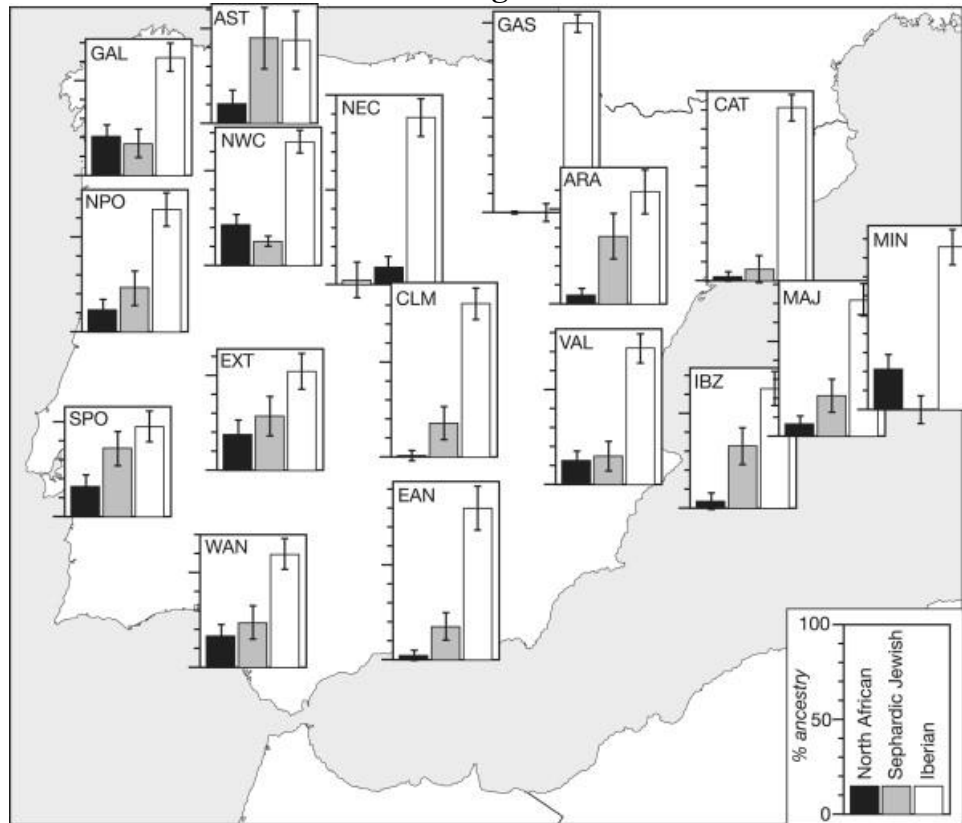 AST
GAS
GAL
NEC
CAT
NWC
ARA
NPO
MIN
CLM
MAJ
VAL
EXT
IBZ
SPO
EAN
WAN
100
50
0
% ancestry
North African
Sephardic Jewish
Iberian